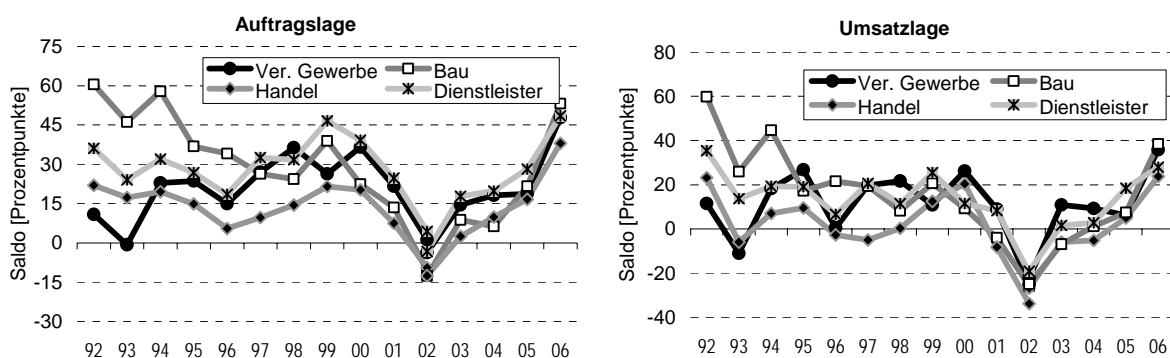 Auftragslage
Saldo [Prozentpunkte]
75
60
45
30
15
0
-15
-30
Ver. Gewerbe
Bau
Handel
Dienstleister
92 93 94 95 96 97 98 99 00 01 02 03 04 05 06
Umsatzlage
Saldo [Prozentpunkte]
80
60
40
20
0
-20
-40
Ver. Gewerbe
Bau
Handel
Dienstleister
92 93 94 95 96 97 98 99 00 01 02 03 04 05 06